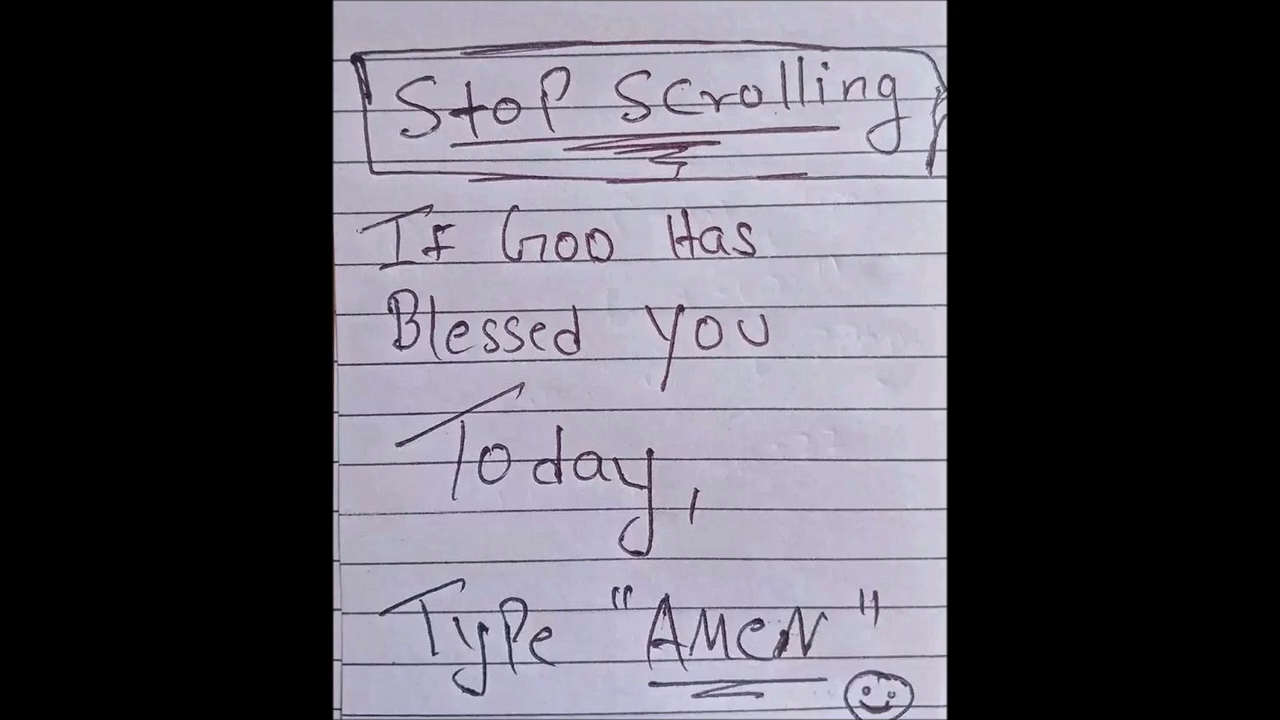 Stop Scrolling
If GOD Has
Blessed you
Today,
Type "AMeN"